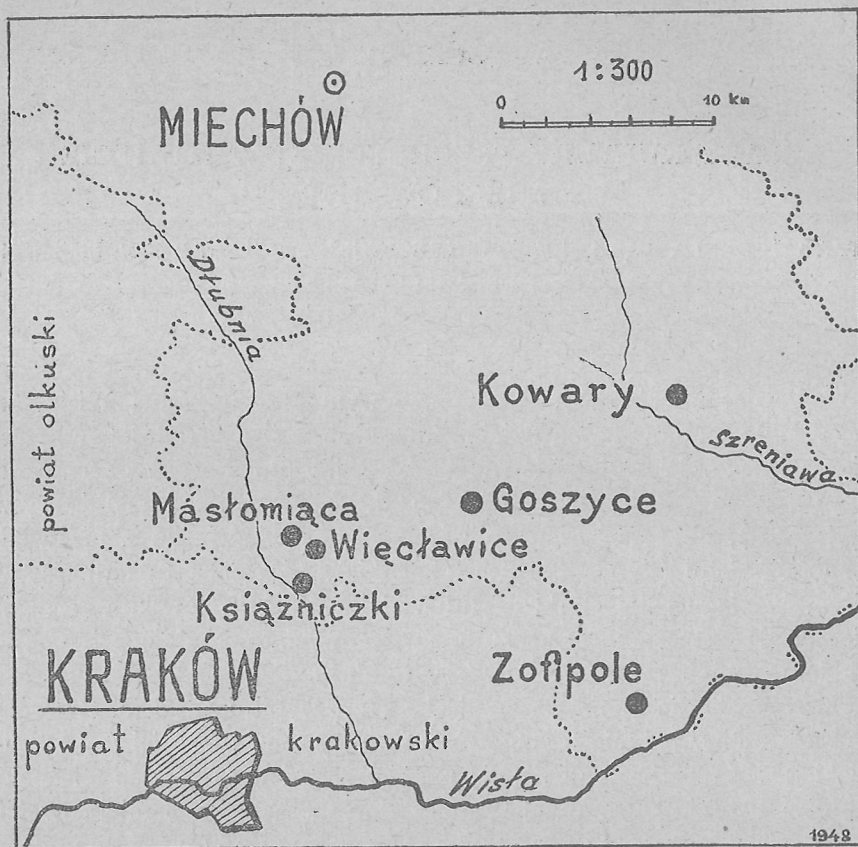 1:300
0 10 km
MIECHÓW
Dłubnia
powiat olkuski
Kowary
Szreniawa
Masłomiąca
Goszyce
Więcławice
Książniczki
KRAKÓW
Zofipole
powiat krakowski
Wisła
1948